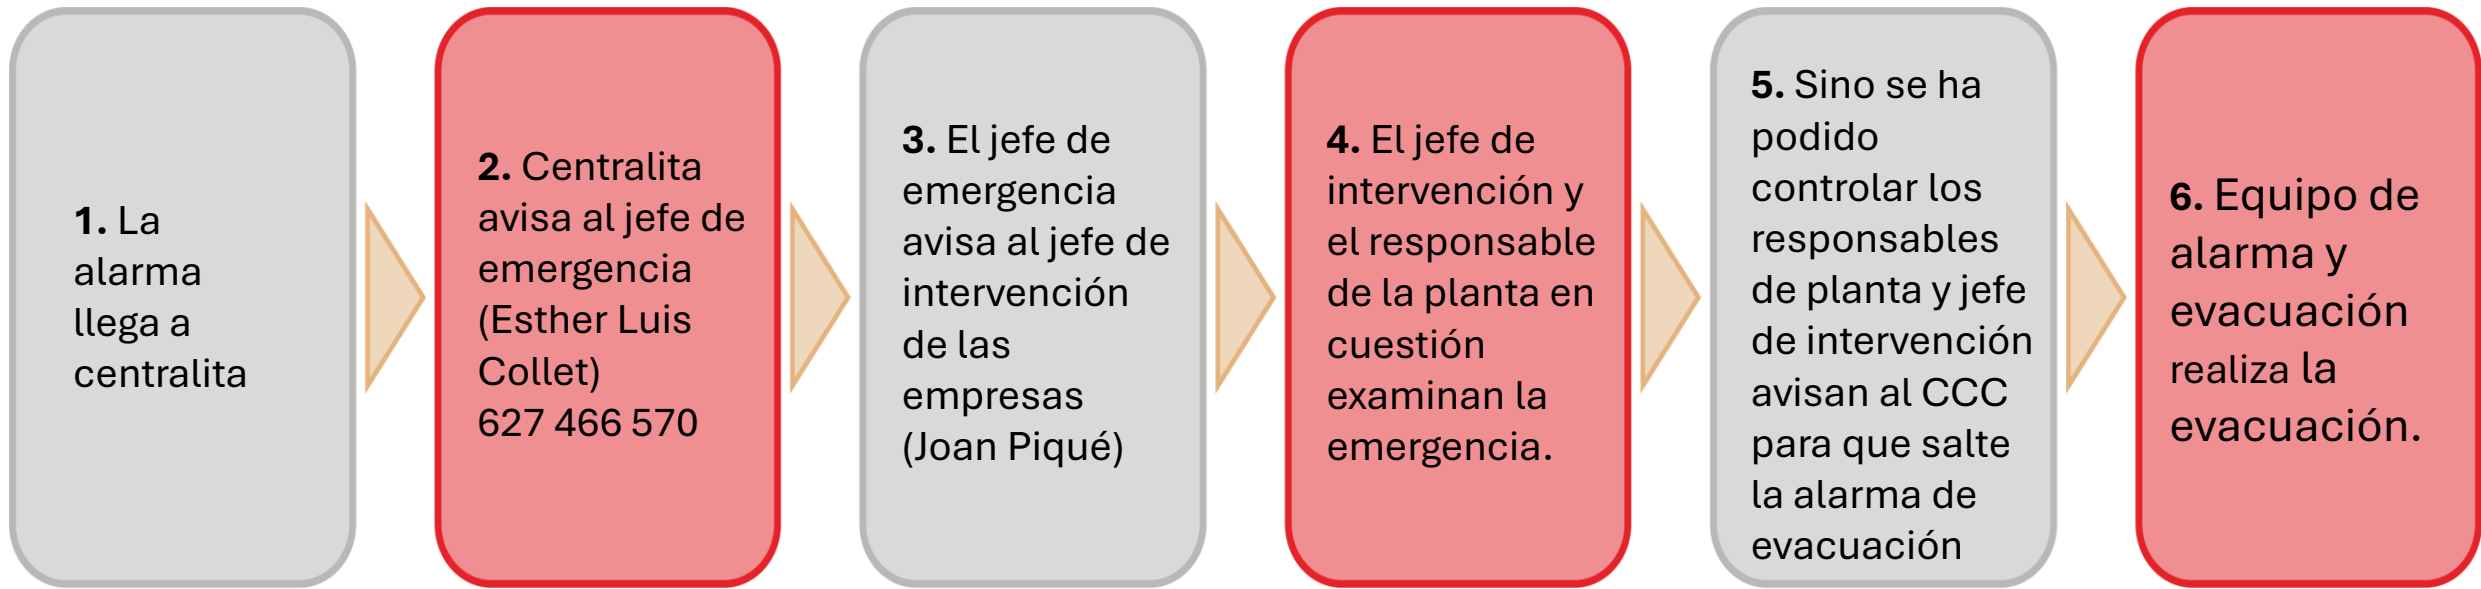 1. La
alarma
llega a
centralita
2. Centralita
avisa al jefe de
emergencia
(Esther Luis
Collet)
627 466 570
3. El jefe de
emergencia
avisa al jefe de
intervención
de las
empresas
(Joan Piqué)
4. El jefe de
intervención y
el responsable
de la planta en
cuestión
examinan la
emergencia.
5. Sino se ha
podido
controlar los
responsables
de planta y jefe
de intervención
avisan al CCC
para que salte
la alarma de
evacuación
6. Equipo de
alarma y
evacuación
realiza la
evacuación.